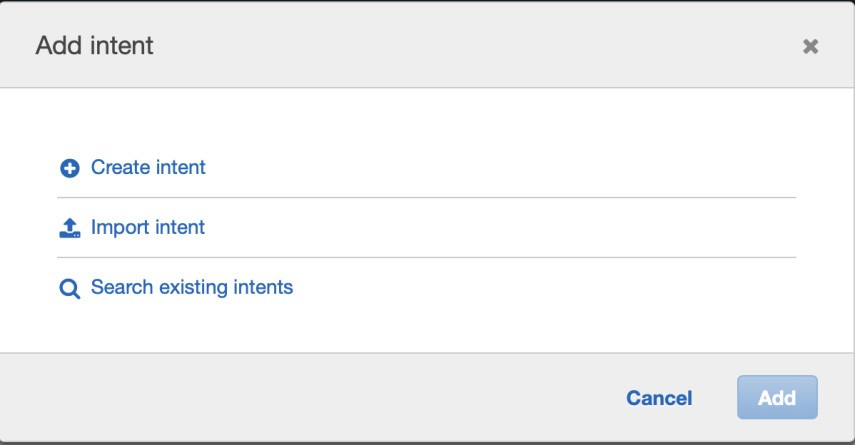 Add intent
Create intent
Import intent
Search existing intents
Cancel
Add